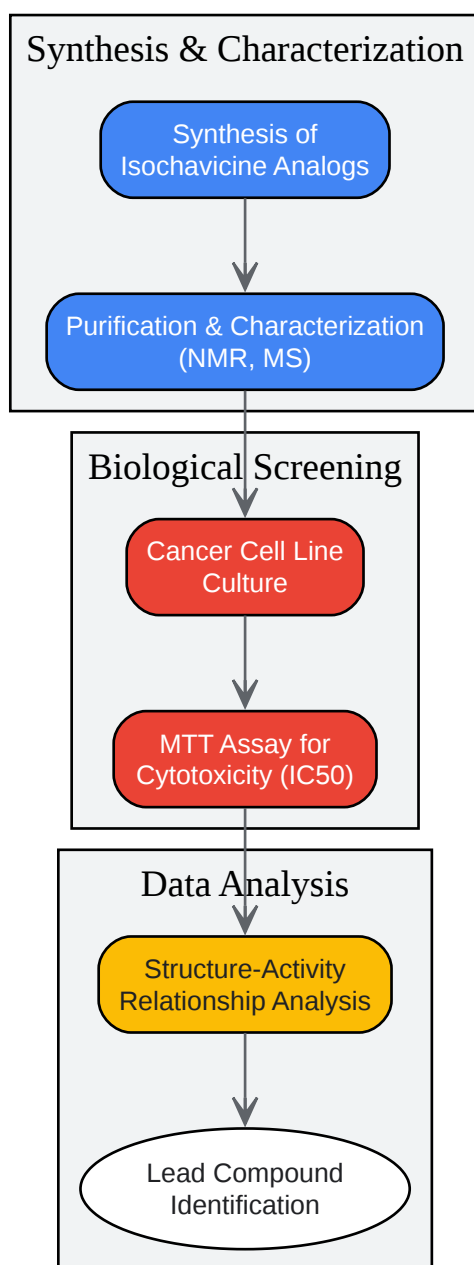 Synthesis & Characterization
Synthesis of
Isochavicine Analogs
Purification & Characterization
(NMR, MS)
Biological Screening
Cancer Cell Line
Culture
MTT Assay for
Cytotoxicity (IC50)
Data Analysis
Structure-Activity
Relationship Analysis
Lead Compound
Identification